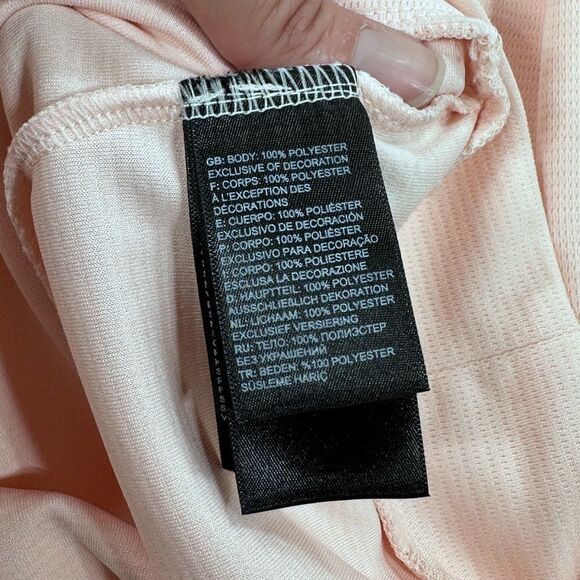 GB: BODY: 100% POLYESTER
EXCLUSIVE OF DECORATION
F: CORPS: 100% POLYESTER
À L'EXCEPTION DES
DÉCORATIONS
E: CUERPO: 100% POLIÉSTER
EXCLUSIVO DE DECORACIÓN
P: CORPO: 100% POLIÉSTER
EXCLUSIVO PARA DECORAÇÃO
I: CORPO: 100% POLIESTERE
ESCLUSA LA DECORAZIONE
D: HAUPTTEIL: 100% POLYESTER
AUSSCHLIEßLICH DEKORATION
NL: LICHAAM: 100% POLYESTER
EXCLUSIEF VERSIERING
RU: ТЕЛО: 100% ПОЛИЭСТЕР
БЕЗ УКРАШЕНИЙ
TR: BEDEN: %100 POLYESTER
SÜSLEME HARİÇ